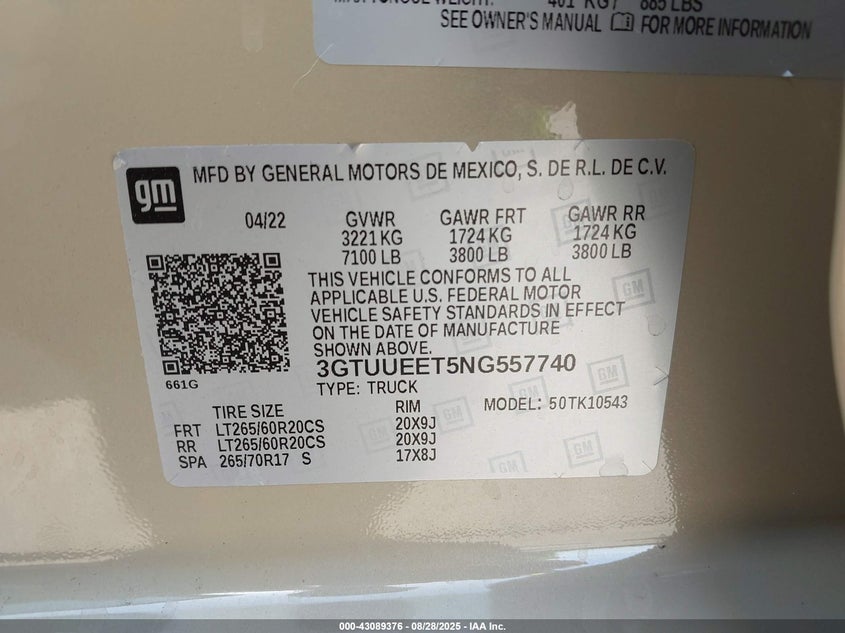 401 KG / 885 LBS
SEE OWNER'S MANUAL FOR MORE INFORMATION
gm
MFD BY GENERAL MOTORS DE MEXICO, S. DE R.L. DE C.V.
04/22 GVWR GAWR FRT GAWR RR
3221 KG 1724 KG 1724 KG
7100 LB 3800 LB 3800 LB
THIS VEHICLE CONFORMS TO ALL
APPLICABLE U.S. FEDERAL MOTOR
VEHICLE SAFETY STANDARDS IN EFFECT
ON THE DATE OF MANUFACTURE
SHOWN ABOVE.
3GTUUEET5NG557740
661G
TYPE: TRUCK
TIRE SIZE RIM MODEL: 50TK10543
FRT LT265/60R20CS 20X9J
RR LT265/60R20CS 20X9J
SPA 265/70R17 S 17X8J
000-43089376 / 08/28/2025 - IAA Inc.